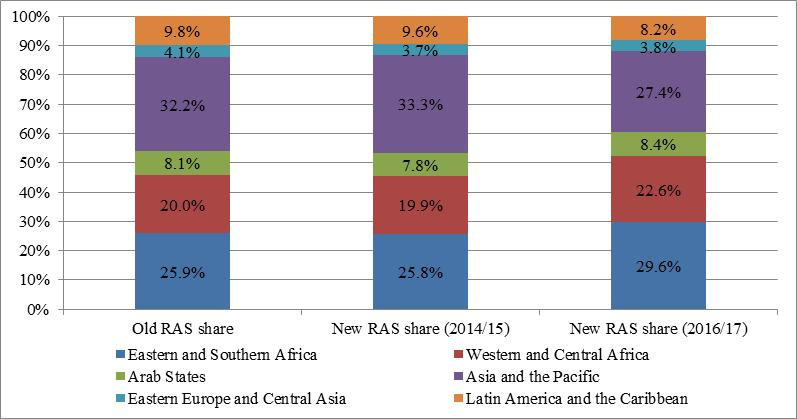 100%
9.8% 9.6% 8.2%
90%
4.1% 3.7% 3.8%
80%
70%
32.2% 33.3% 27.4%
60%
50%
8.1% 7.8% 8.4%
40%
20.0% 19.9% 22.6%
30%
20%
25.9% 25.8% 29.6%
10%
0%
Old RAS share New RAS share (2014/15) New RAS share (2016/17)
Eastern and Southern Africa Western and Central Africa
Arab States Asia and the Pacific
Eastern Europe and Central Asia Latin America and the Caribbean